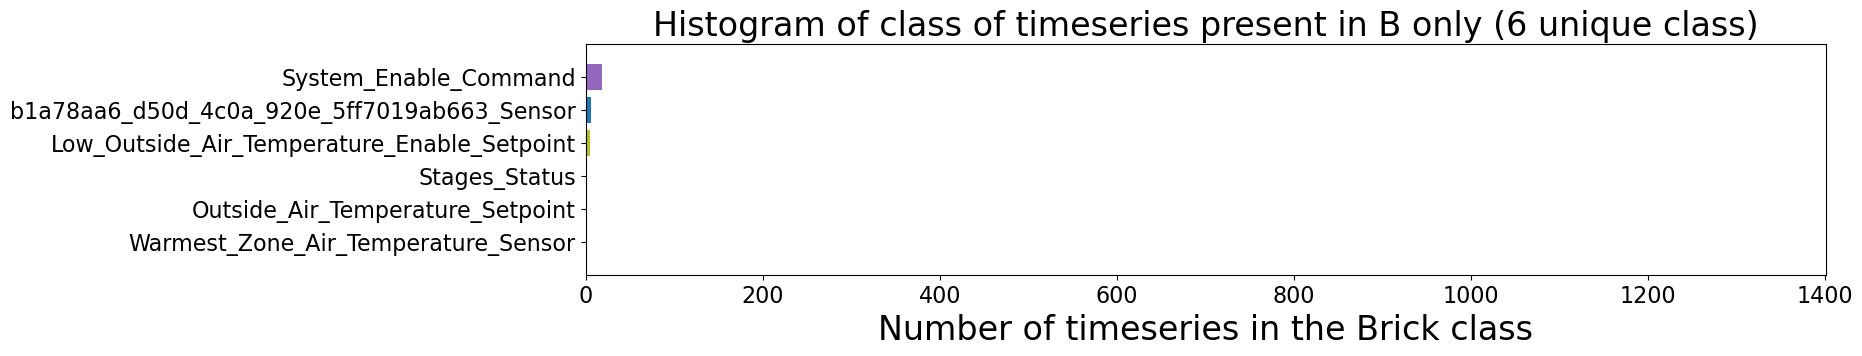 Histogram of class of timeseries present in B only (6 unique class)
System_Enable_Command
b1a78aa6_d50d_4c0a_920e_5ff7019ab663_Sensor
Low_Outside_Air_Temperature_Enable_Setpoint
Stages_Status
Outside_Air_Temperature_Setpoint
Warmest_Zone_Air_Temperature_Sensor
0 200 400 600 800 1000 1200 1400
Number of timeseries in the Brick class